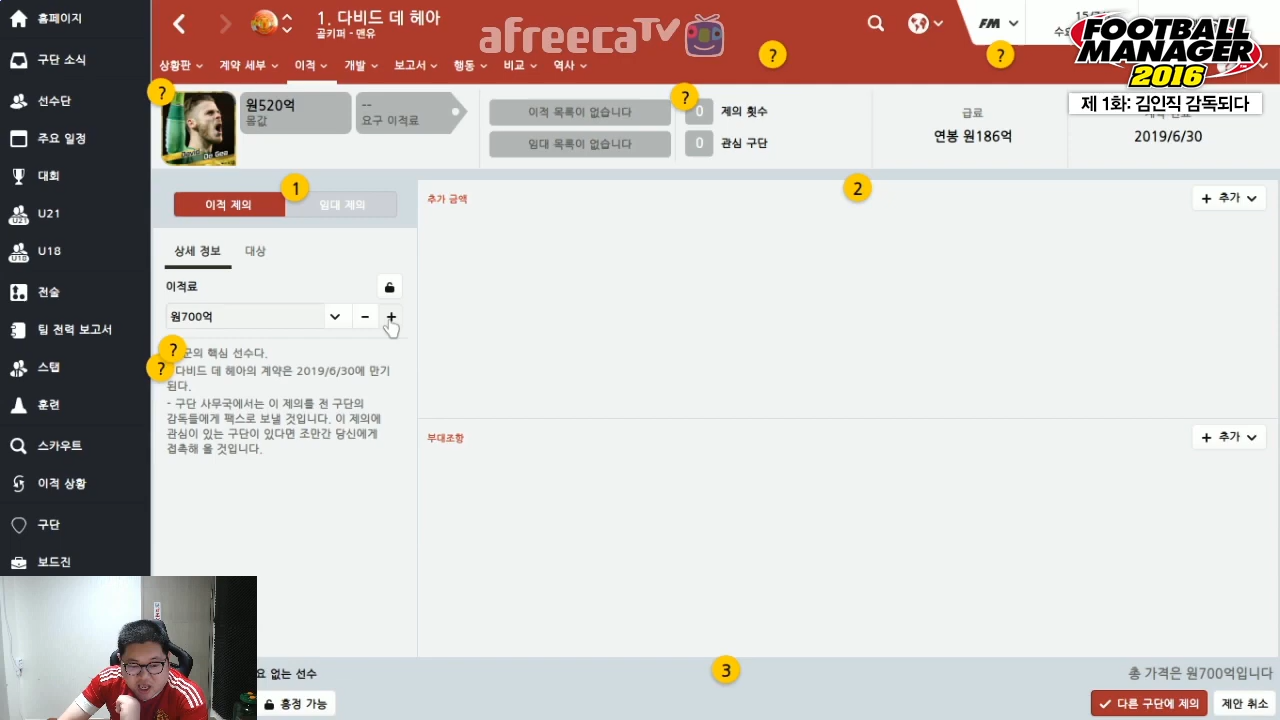 홈페이지
구단 소식
선수단
주요 일정
대회
U21
U21
U18
U18
전술
팀 전력 보고서
스탭
훈련
스카우트
이적 상황
구단
보드진
1. 다비드 데 헤아
골키퍼 - 맨유
afreecaTV
FM
FOOTBALL
MANAGER
2016
제 1화: 김인직 감독되다
상황판
계약 세부
이적
개발
보고서
행동
비교
역사
?
?
?
?
David
De Gea
원520억
몸값
--
요구 이적료
이적 목록이 없습니다
임대 목록이 없습니다
0 제의 횟수
0 관심 구단
급료
연봉 원186억
2019/6/30
이적 제의
1
임대 제의
상세 정보
대상
이적료
원700억
- +
?
?
군의 핵심 선수다.
다비드 데 헤아의 계약은 2019/6/30에 만기
된다.
- 구단 사무국에서는 이 제의를 전 구단의
감독들에게 팩스로 보낼 것입니다. 이 제의에
관심이 있는 구단이 있다면 조만간 당신에게
접촉해 올 것입니다.
2
추가 금액
+ 추가
부대조항
+ 추가
3
없는 선수
흥정 가능
총 가격은 원700억입니다
다른 구단에 제의
제안 취소